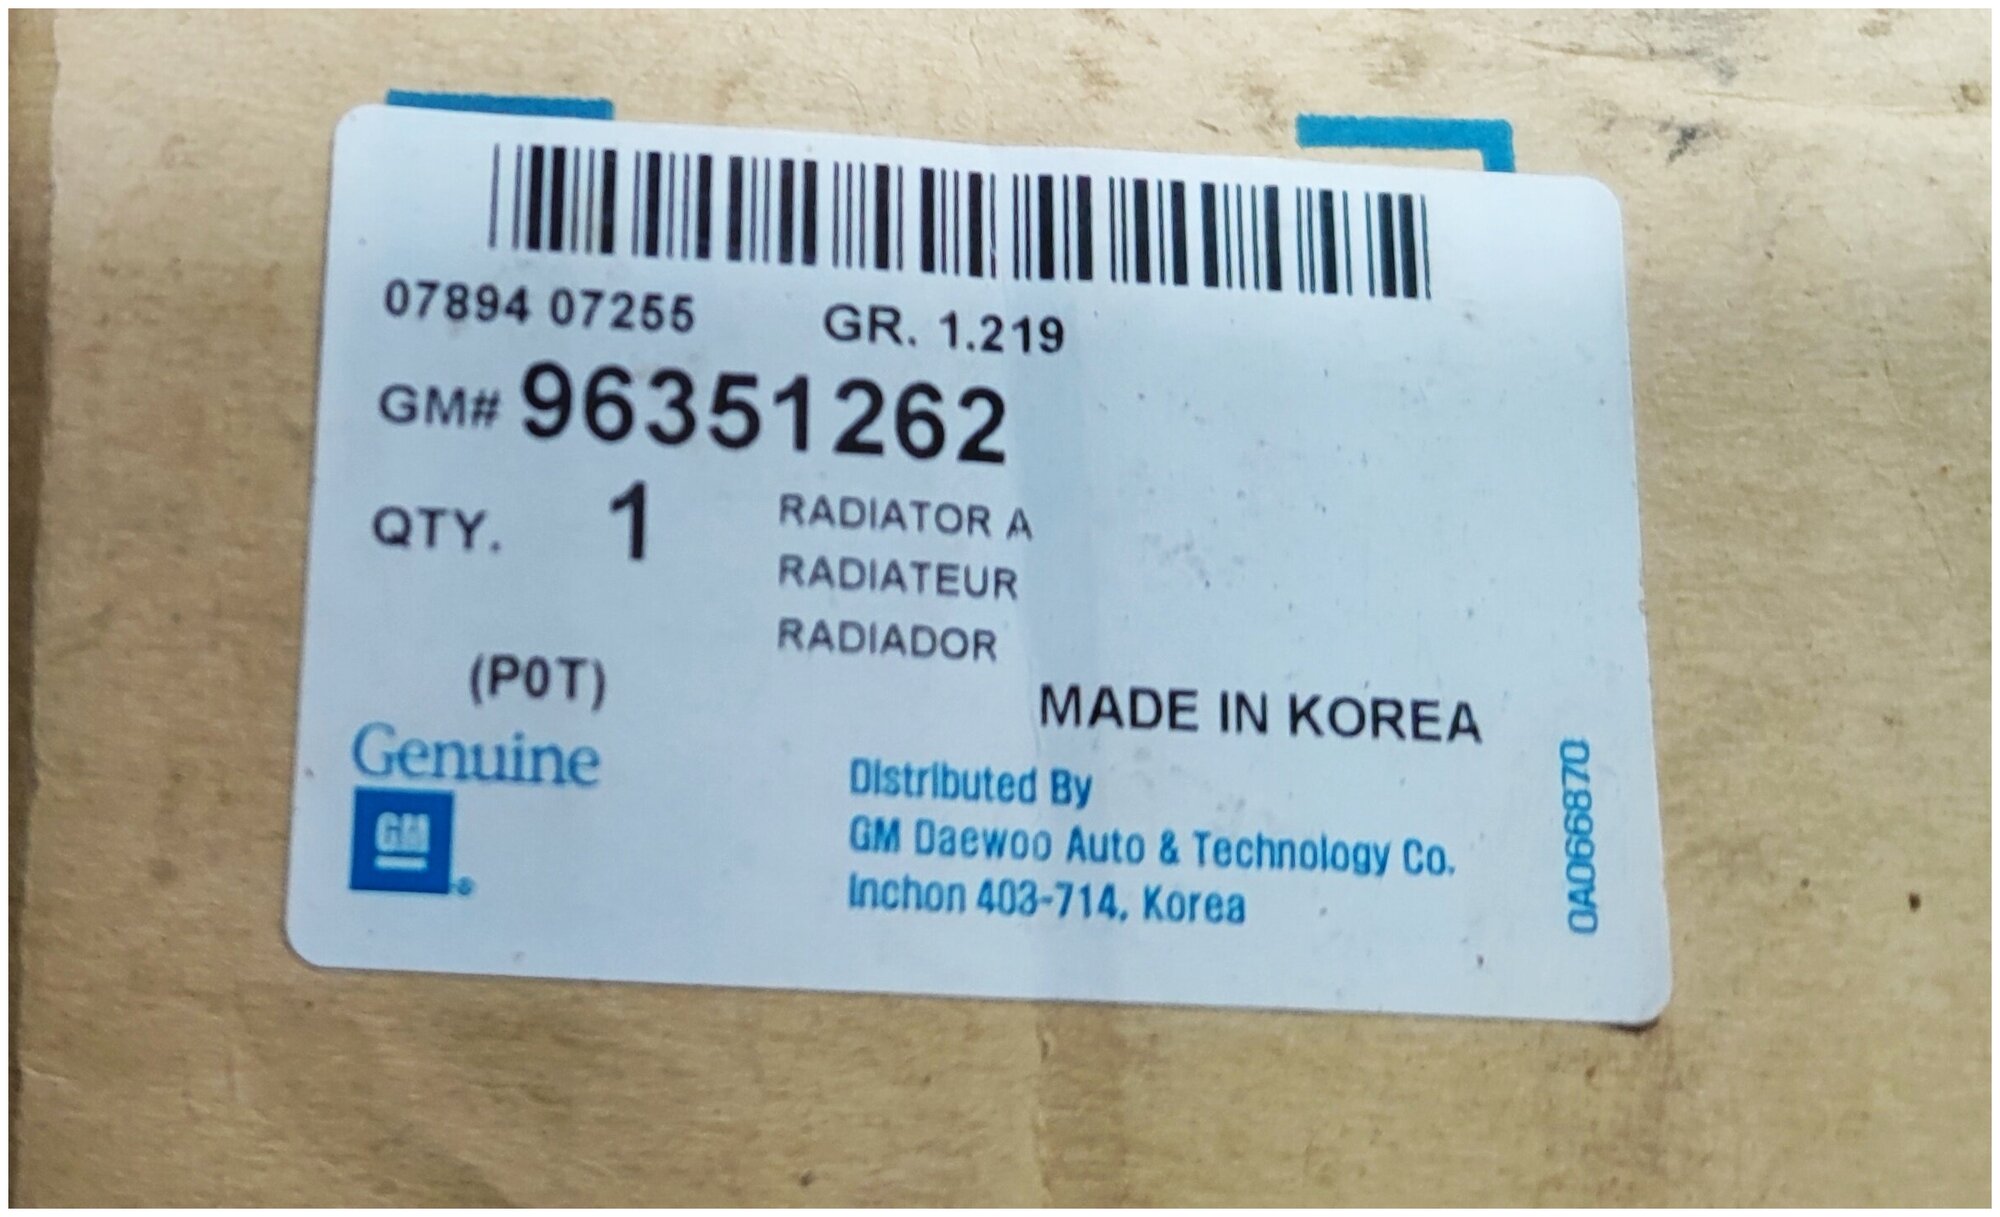 07894 07255 GR. 1.219
GM# 96351262
QTY. 1 RADIATOR A
RADIATEUR
RADIADOR
(P0T)
MADE IN KOREA
Genuine
GM
Distributed By
GM Daewoo Auto & Technology Co.
Inchon 403-714, Korea
0A0668870